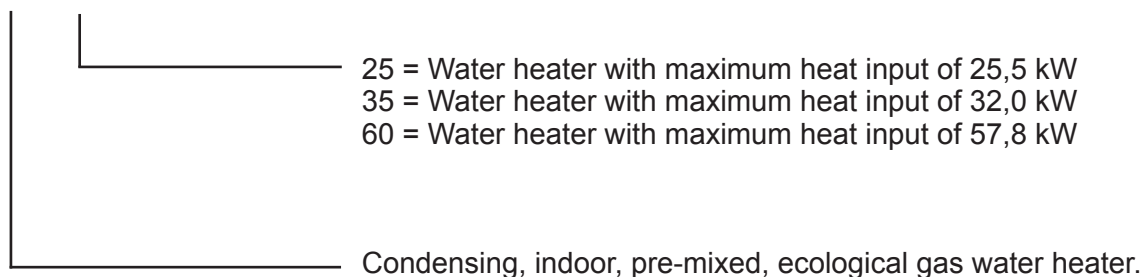 25 = Water heater with maximum heat input of 25,5 kW
35 = Water heater with maximum heat input of 32,0 kW
60 = Water heater with maximum heat input of 57,8 kW
Condensing, indoor, pre-mixed, ecological gas water heater.